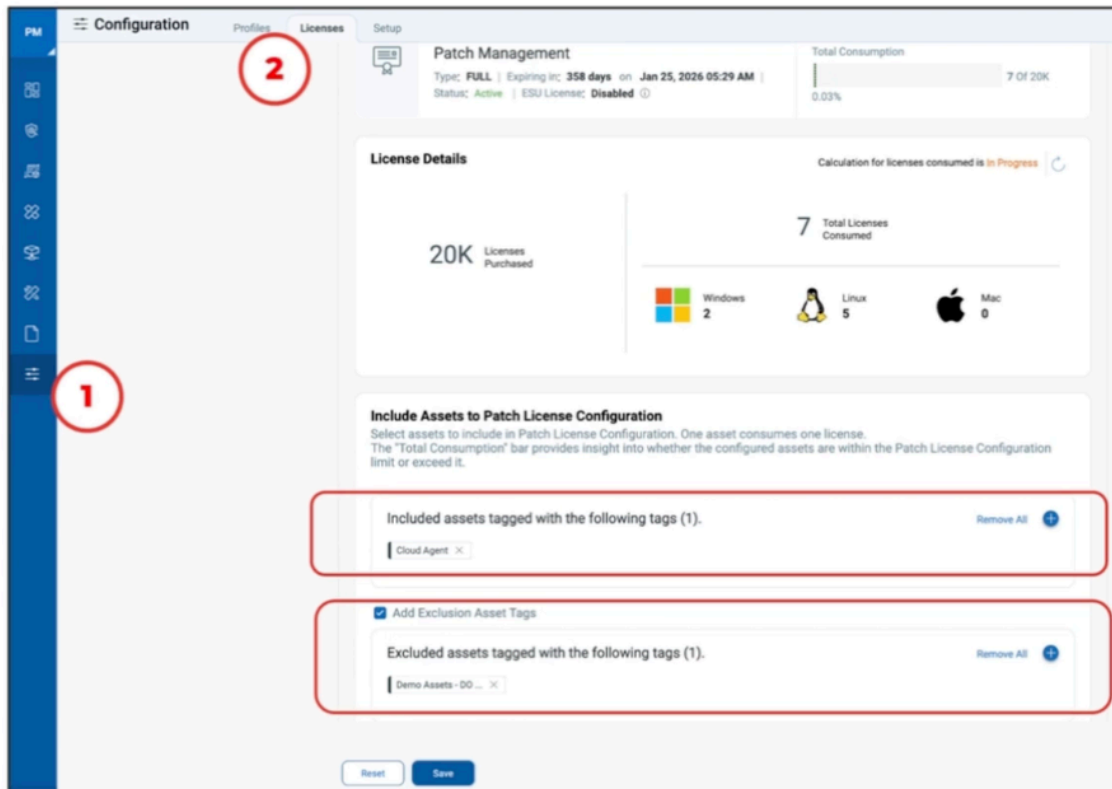 PM
Configuration
Profiles
Licenses
Setup
2
Patch Management
Type: FULL | Expiring in: 358 days on Jan 25, 2026 05:29 AM |
Status: Active | ESU License: Disabled
Total Consumption
7 Of 20K
0.03%
License Details
Calculation for licenses consumed is In Progress
20K Licenses
Purchased
7 Total Licenses
Consumed
Windows
2
Linux
5
Mac
0
1
Include Assets to Patch License Configuration
Select assets to include in Patch License Configuration. One asset consumes one license.
The "Total Consumption" bar provides insight into whether the configured assets are within the Patch License Configuration
limit or exceed it.
Included assets tagged with the following tags (1).
Remove All
Cloud Agent
Add Exclusion Asset Tags
Excluded assets tagged with the following tags (1).
Remove All
Demo Assets - DO ...
Reset
Save